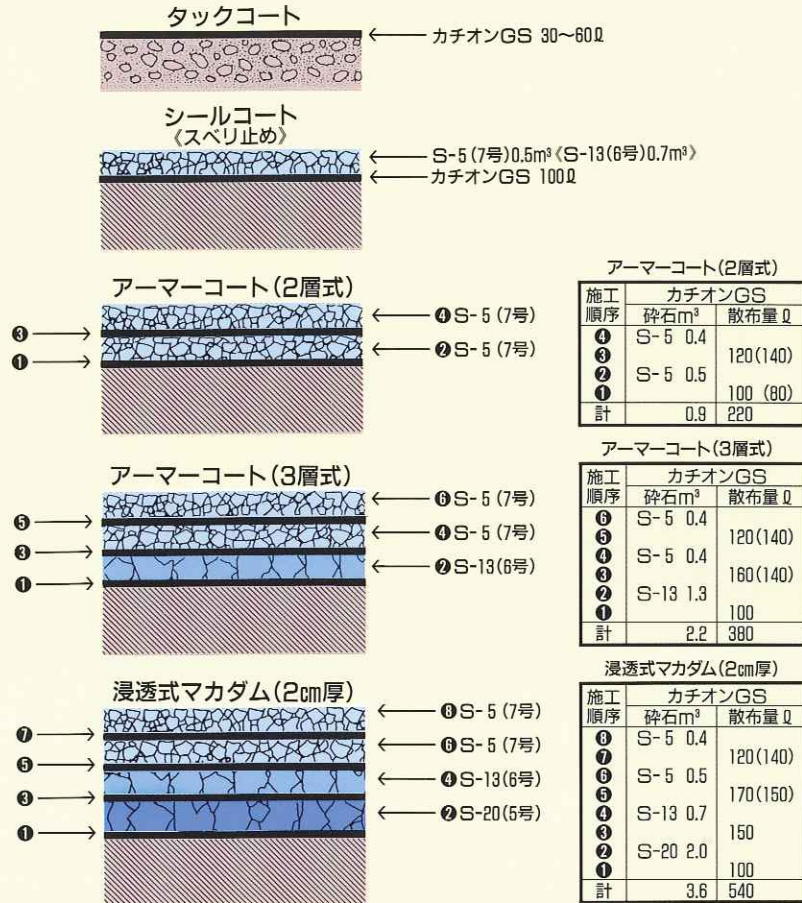 タックコート
カチオンGS 30～60ℓ
シールコート
《スベリ止め》
S-5(7号)0.5m³《S-13(6号)0.7m³》
カチオンGS 100ℓ
アーマーコート(2層式)
❹S-5(7号)
❸
❷S-5(7号)
❶
アーマーコート(2層式)
施工順序 カチオンGS
砕石m³ 散布量ℓ
❹ S-5 0.4
❸ 120(140)
❷ S-5 0.5
❶ 100 (80)
計 0.9 220
アーマーコート(3層式)
❻S-5(7号)
❺
❹S-5(7号)
❸
❷S-13(6号)
❶
アーマーコート(3層式)
施工順序 カチオンGS
砕石m³ 散布量ℓ
❻ S-5 0.4
❺ 120(140)
❹ S-5 0.4
❸ 160(140)
❷ S-13 1.3
❶ 100
計 2.2 380
浸透式マカダム(2cm厚)
❽S-5(7号)
❼
❻S-5(7号)
❺
❹S-13(6号)
❸
❷S-20(5号)
❶
浸透式マカダム(2cm厚)
施工順序 カチオンGS
砕石m³ 散布量ℓ
❽ S-5 0.4
❼ 120(140)
❻ S-5 0.5
❺ 170(150)
❹ S-13 0.7
❸ 150
❷ S-20 2.0
❶ 100
計 3.6 540